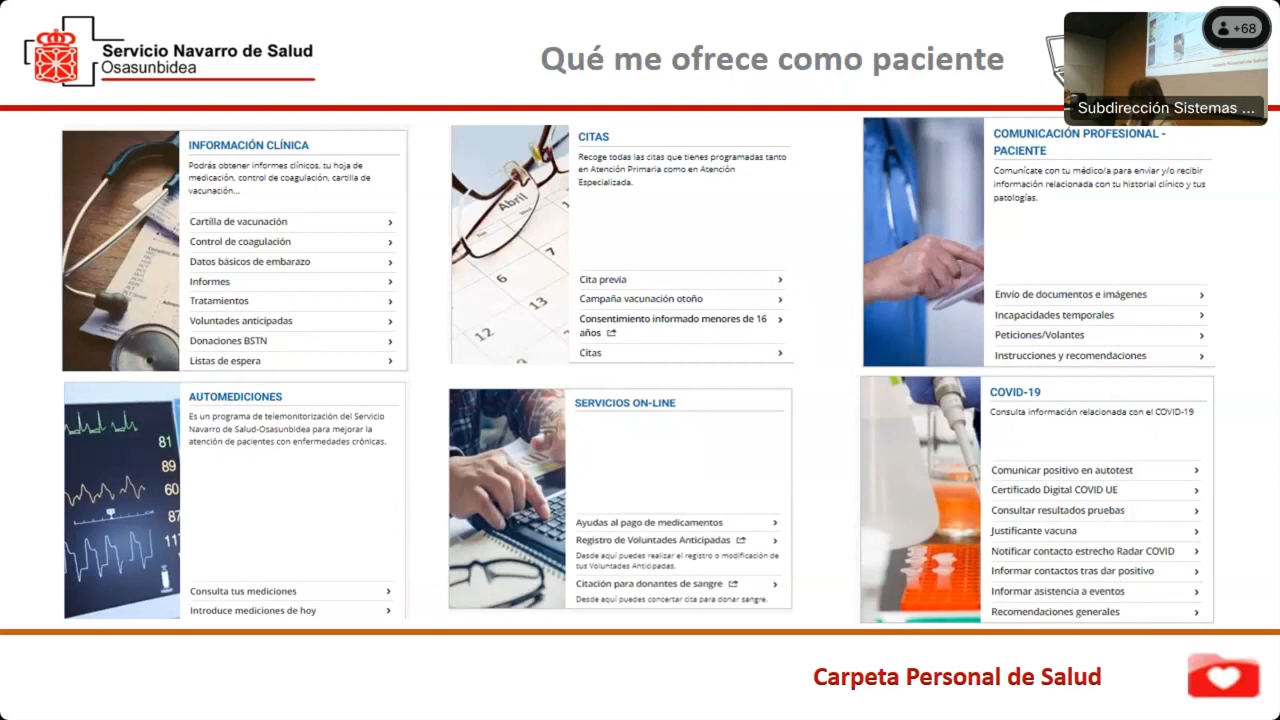 Servicio Navarro de Salud
Osasunbidea
Qué me ofrece como paciente
+68
Subdirección Sistemas ...
INFORMACIÓN CLÍNICA
Podrás obtener informes clínicos, tu hoja de
medicación, control de coagulación, cartilla de
vacunación...
Cartilla de vacunación
Control de coagulación
Datos básicos de embarazo
Informes
Tratamientos
Voluntades anticipadas
Donaciones BSTN
Listas de espera
CITAS
Recoge todas las citas que tienes programadas tanto
en Atención Primaria como en Atención
Especializada.
Abril
6
7
12
13
Cita previa
Campaña vacunación otoño
Consentimiento informado menores de 16
años
Citas
COMUNICACIÓN PROFESIONAL -
PACIENTE
Comunícate con tu médico/a para enviar y/o recibir
información relacionada con tu historial clínico y tus
patologías.
Envío de documentos e imágenes
Incapacidades temporales
Peticiones/Volantes
Instrucciones y recomendaciones
AUTOMEDICIONES
Es un programa de telemonitorización del Servicio
Navarro de Salud-Osasunbidea para mejorar la
atención de pacientes con enfermedades crónicas.
81
89
60
87
Consulta tus mediciones
Introduce mediciones de hoy
SERVICIOS ON-LINE
Ayudas al pago de medicamentos
Registro de Voluntades Anticipadas
Desde aquí puedes realizar el registro o modificación de
tus Voluntades Anticipadas.
Citación para donantes de sangre
Desde aquí puedes concertar cita para donar sangre.
COVID-19
Consulta información relacionada con el COVID-19
Comunicar positivo en autotest
Certificado Digital COVID UE
Consultar resultados pruebas
Justificante vacuna
Notificar contacto estrecho Radar COVID
Informar contactos tras dar positivo
Informar asistencia a eventos
Recomendaciones generales
Carpeta Personal de Salud